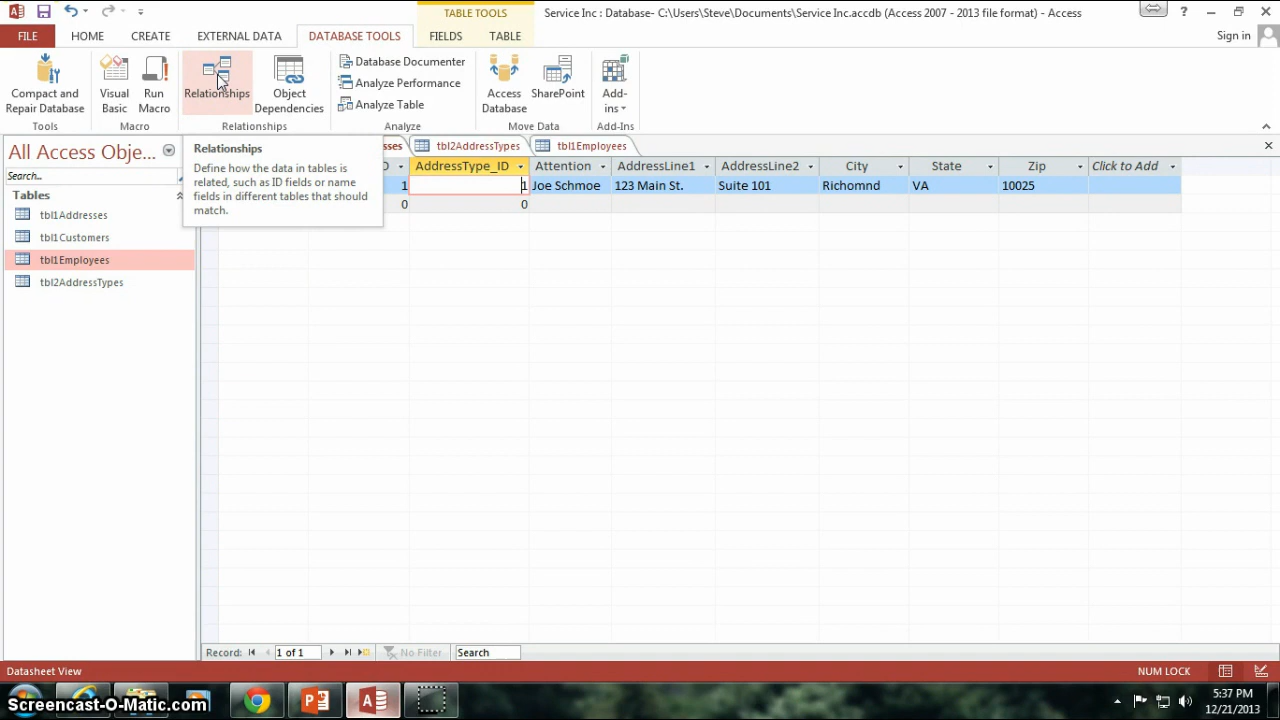 TABLE TOOLS
Service Inc : Database- C:\Users\Steve\Documents\Service Inc.accdb (Access 2007 - 2013 file format) - Access
?
FILE HOME CREATE EXTERNAL DATA DATABASE TOOLS FIELDS TABLE
Sign in
Compact and Repair Database
Visual Basic
Run Macro
Relationships
Object Dependencies
Database Documenter
Analyze Performance
Analyze Table
Access Database
SharePoint
Add-ins
Tools Macro Relationships Analyze Move Data Add-Ins
All Access Obje...
Search...
Tables
tbl1Addresses
tbl1Customers
tbl1Employees
tbl2AddressTypes
Relationships
Define how the data in tables is
related, such as ID fields or name
fields in different tables that should
match.
sses tbl2AddressTypes tbl1Employees
D AddressType_ID Attention AddressLine1 AddressLine2 City State Zip Click to Add
1 1 Joe Schmoe 123 Main St. Suite 101 Richomnd VA 10025
0 0
Record: 1 of 1 No Filter Search
Datasheet View
NUM LOCK
Screencast-O-Matic.com
5:37 PM
12/21/2013